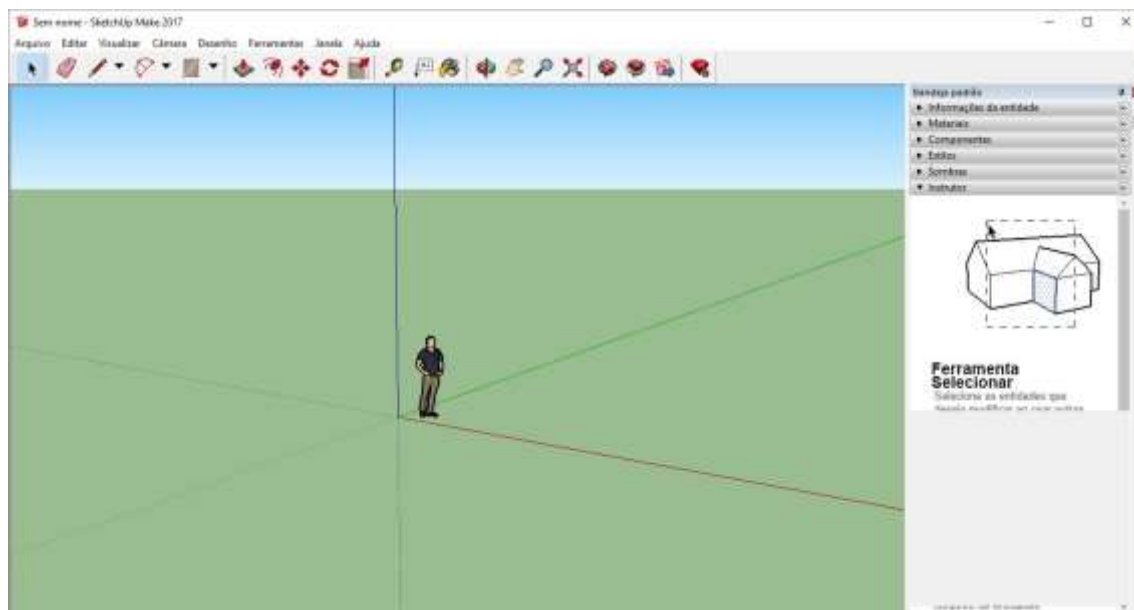 Sem nome - SketchUp Make 2017
Arquivo Editar Visualizar Câmera Desenho Ferramentas Janela Ajuda
Bandeja padrão
Informações da entidade
Materiais
Componentes
Estilos
Sombras
Instrutor
Ferramenta
Selecionar
Selecione as entidades que